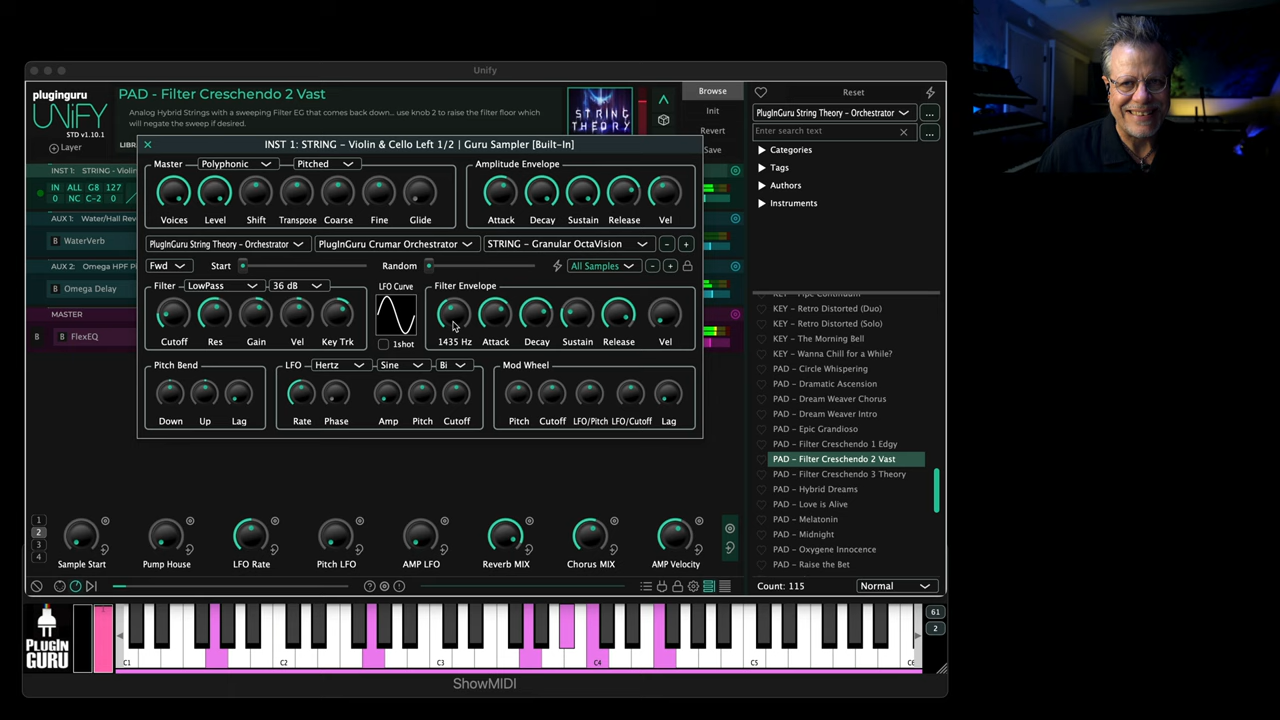 Unify
pluginguru
UNiFY
STD v1.10.1
PAD - Filter Creschendo 2 Vast
Analog Hybrid Strings with a sweeping Filter EG that comes back down... use knob 2 to raise the filter floor which
will negate the sweep if desired.
STRING
THEORY
Browse
Init
Revert
Save
Reset
PlugInGuru String Theory - Orchestrator
...
Enter search text
...
Layer
LIBR
INST 1: STRING - Violin & Cello Left 1/2 | Guru Sampler [Built-In]
Categories
Tags
Authors
Instruments
INST 1: STRING - Violin
IN ALL G8 127
0 NC C-2 0
AUX 1: Water/Hall Rev
B WaterVerb
AUX 2: Omega HPF Pi
B Omega Delay
MASTER
B B FlexEQ
Master Polyphonic Pitched Amplitude Envelope
Voices Level Shift Transpose Coarse Fine Glide Attack Decay Sustain Release Vel
PlugInGuru String Theory - Orchestrator PlugInGuru Crumar Orchestrator STRING - Granular OctaVision - +
Fwd Start Random All Samples - +
Filter LowPass 36 dB LFO Curve Filter Envelope
Cutoff Res Gain Vel Key Trk 1shot 1435 Hz Attack Decay Sustain Release Vel
Pitch Bend LFO Hertz Sine Bi Mod Wheel
Down Up Lag Rate Phase Amp Pitch Cutoff Pitch Cutoff LFO/Pitch LFO/Cutoff Lag
KEY - Retro Distorted (Duo)
KEY - Retro Distorted (Solo)
KEY - The Morning Bell
KEY - Wanna Chill for a While?
PAD - Circle Whispering
PAD - Dramatic Ascension
PAD - Dream Weaver Chorus
PAD - Dream Weaver Intro
PAD - Epic Grandioso
PAD - Filter Creschendo 1 Edgy
PAD - Filter Creschendo 2 Vast
PAD - Filter Creschendo 3 Theory
PAD - Hybrid Dreams
PAD - Love is Alive
PAD - Melatonin
PAD - Midnight
PAD - Oxygene Innocence
PAD - Raise the Bet
1
2
3
4
Sample Start Pump House LFO Rate Pitch LFO AMP LFO Reverb MIX Chorus MIX AMP Velocity
Count: 115 Normal
PLUGIN
GURU
1
C1 C2 C3 C4 C5 C6
61
2
ShowMIDI